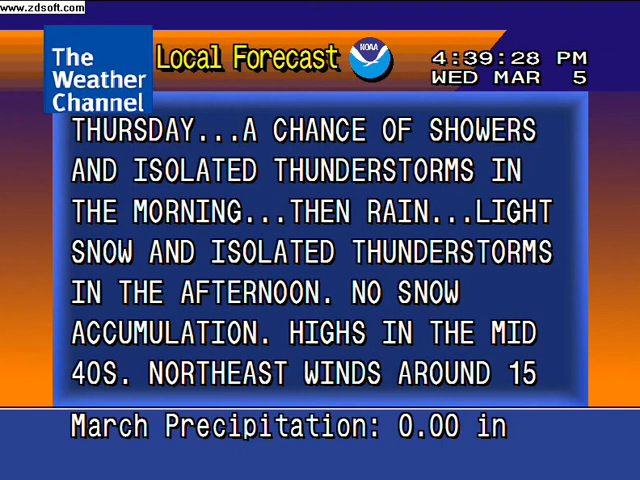 www.zdsoft.com
The
Weather
Channel
Local Forecast
NOAA
4:39:28 PM
WED MAR 5
THURSDAY...A CHANCE OF SHOWERS
AND ISOLATED THUNDERSTORMS IN
THE MORNING...THEN RAIN...LIGHT
SNOW AND ISOLATED THUNDERSTORMS
IN THE AFTERNOON. NO SNOW
ACCUMULATION. HIGHS IN THE MID
40S. NORTHEAST WINDS AROUND 15
March Precipitation: 0.00 in